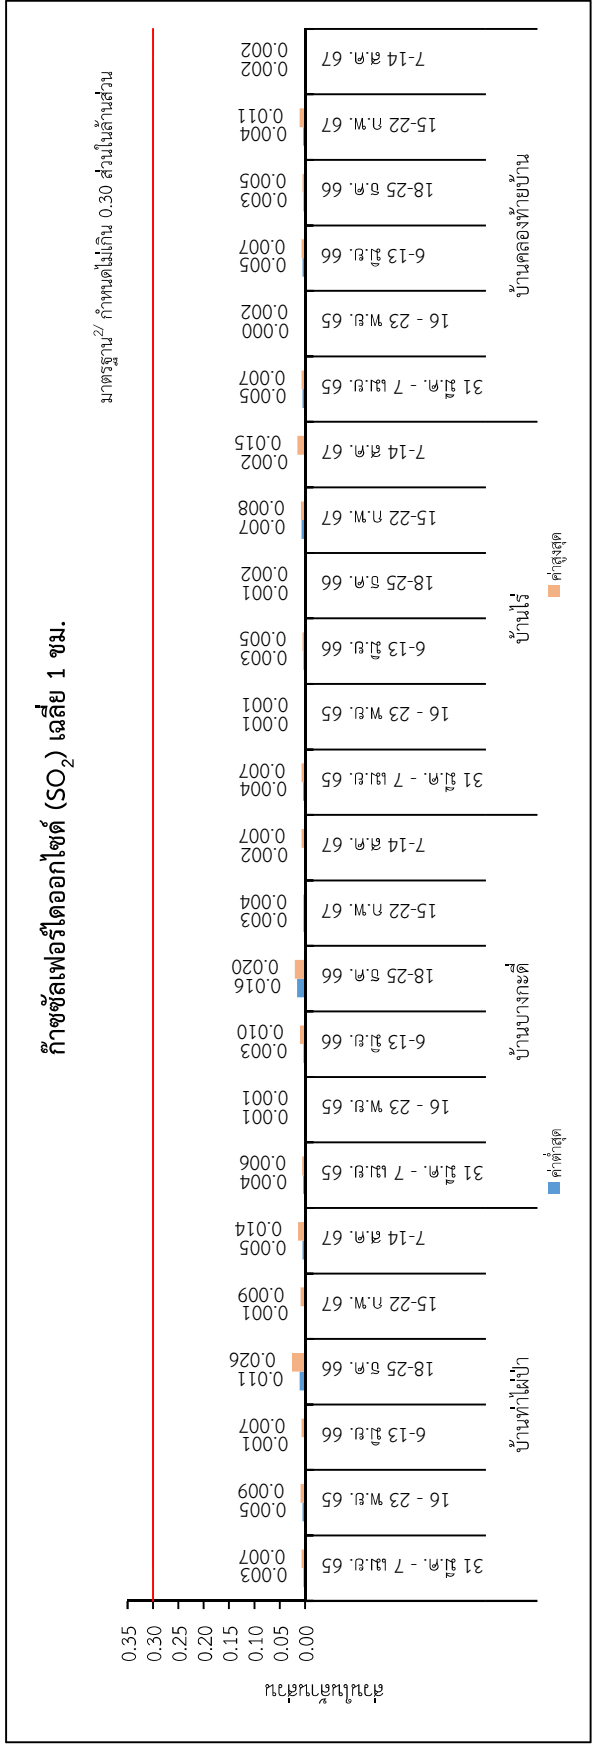 ก๊าซซัลเฟอร์ไดออกไซด์ (SO2) เฉลี่ย 1 ชม.
มาตรฐาน2/ กำหนดไม่เกิน 0.30 ส่วนในล้านส่วน
ส่วนในล้านส่วน
0.35
0.30
0.25
0.20
0.15
0.10
0.05
0.00
0.003 0.007
0.005 0.009
0.001 0.007
0.011 0.026
0.001 0.009
0.005 0.014
0.004 0.006
0.001 0.001
0.003 0.010
0.016 0.020
0.003 0.004
0.002 0.007
0.004 0.007
0.001 0.001
0.003 0.005
0.001 0.002
0.007 0.008
0.002 0.015
0.005 0.007
0.000 0.002
0.005 0.007
0.003 0.005
0.004 0.011
0.002 0.002
31 มี.ค. - 7 เม.ย. 65
16 - 23 พ.ย. 65
6-13 มิ.ย. 66
18-25 ธ.ค. 66
15-22 ก.พ. 67
7-14 ส.ค. 67
31 มี.ค. - 7 เม.ย. 65
16 - 23 พ.ย. 65
6-13 มิ.ย. 66
18-25 ธ.ค. 66
15-22 ก.พ. 67
7-14 ส.ค. 67
31 มี.ค. - 7 เม.ย. 65
16 - 23 พ.ย. 65
6-13 มิ.ย. 66
18-25 ธ.ค. 66
15-22 ก.พ. 67
7-14 ส.ค. 67
31 มี.ค. - 7 เม.ย. 65
16 - 23 พ.ย. 65
6-13 มิ.ย. 66
18-25 ธ.ค. 66
15-22 ก.พ. 67
7-14 ส.ค. 67
บ้านท่าไผ่ป่า
บ้านบางกะดี
บ้านไร่
บ้านคลองท้ายบ้าน
ค่าต่ำสุด
ค่าสูงสุด